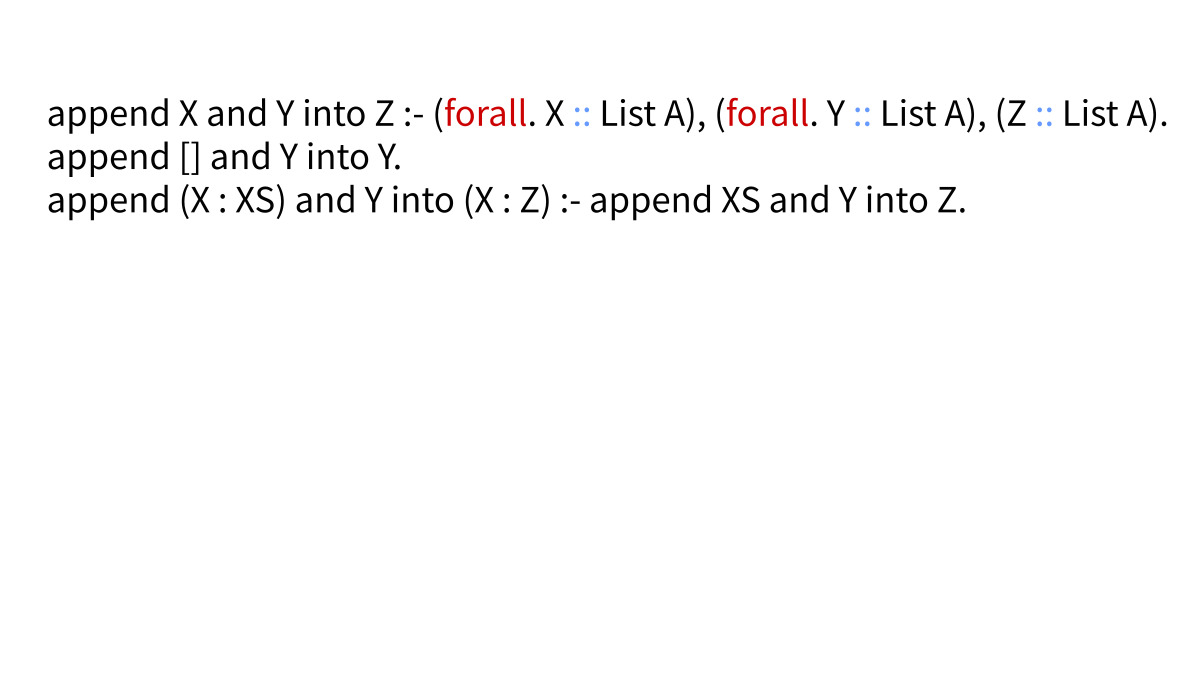 append X and Y into Z :- (forall. X :: List A), (forall. Y :: List A), (Z :: List A).
append [] and Y into Y.
append (X : XS) and Y into (X : Z) :- append XS and Y into Z.